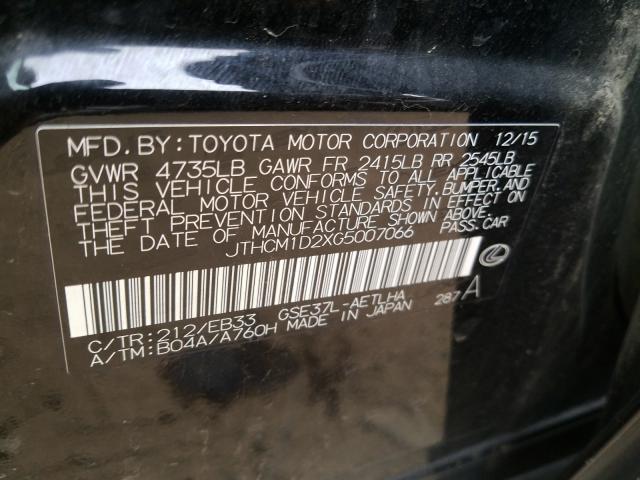 MFD. BY: TOYOTA MOTOR CORPORATION 12/15
GVWR 4735LB GAWR FR 2415LB RR 2545LB
THIS VEHICLE CONFORMS TO ALL APPLICABLE
FEDERAL MOTOR VEHICLE SAFETY, BUMPER, AND
THEFT PREVENTION STANDARDS IN EFFECT ON
THE DATE OF MANUFACTURE SHOWN ABOVE.
JTHCM1D2XG5007066 PASS. CAR
C/TR: 212/EB33 GSE37L-AETLHA 287A
A/TM: B04A/A760H MADE IN JAPAN